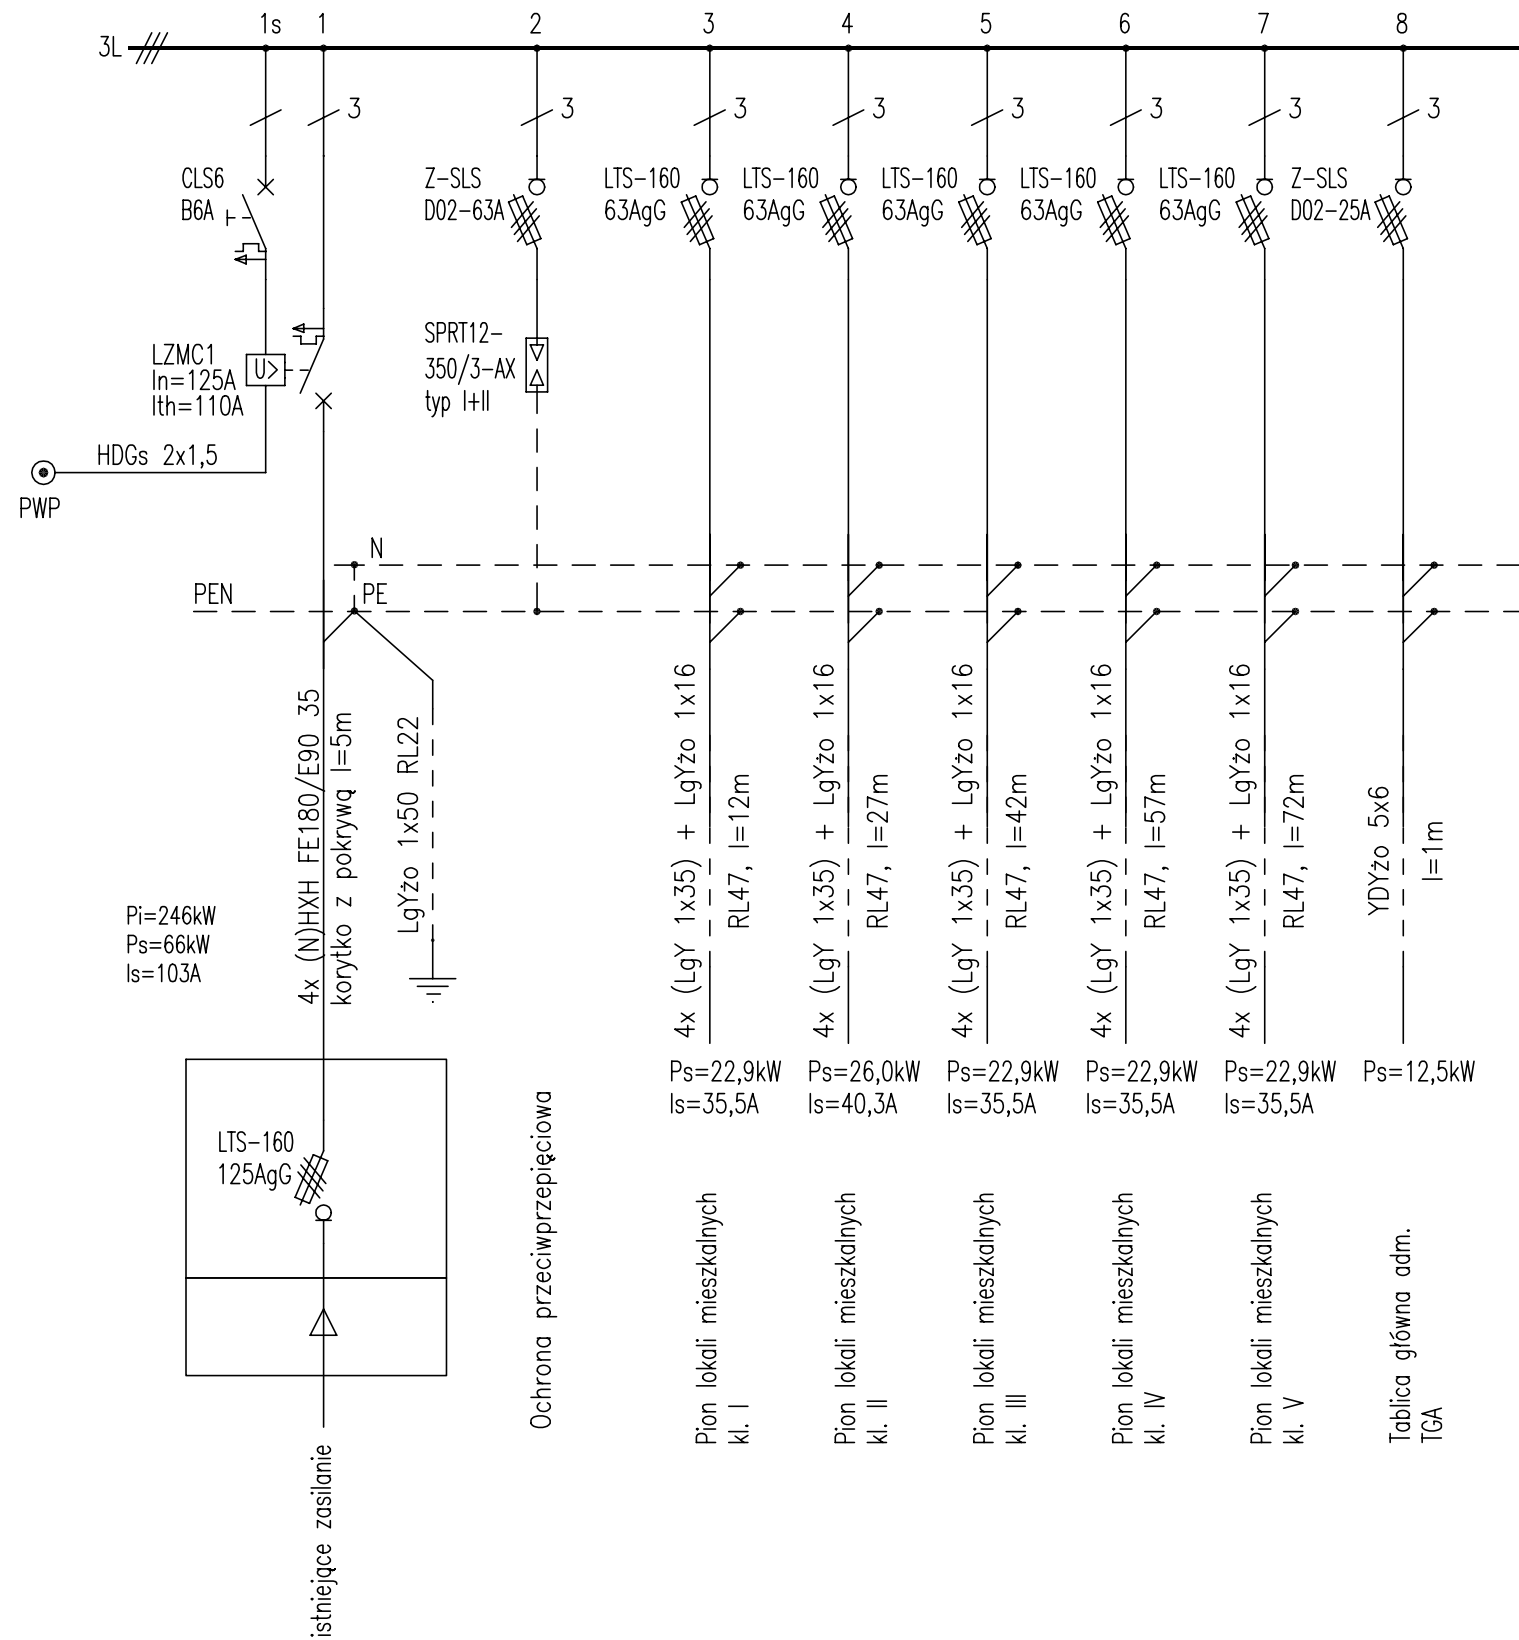 1s
1
2
3
4
5
6
7
8
3L
3
3
3
3
3
3
3
3
CLS6
B6A
Z-SLS
D02-63A
LTS-160
63AgG
LTS-160
63AgG
LTS-160
63AgG
LTS-160
63AgG
LTS-160
63AgG
Z-SLS
D02-25A
LZMC1
In=125A
Ith=110A
U>
SPRT12-
350/3-AX
typ I+II
HDGs 2x1,5
PWP
N
PEN
PE
4x (N)HXH FE180/E90 35
korytko z pokrywą l=5m
LgYżo 1x50 RL22
4x (LgY 1x35) + LgYżo 1x16
RL47, l=12m
4x (LgY 1x35) + LgYżo 1x16
RL47, l=27m
4x (LgY 1x35) + LgYżo 1x16
RL47, l=42m
4x (LgY 1x35) + LgYżo 1x16
RL47, l=57m
4x (LgY 1x35) + LgYżo 1x16
RL47, l=72m
YDYżo 5x6
l=1m
Pi=246kW
Ps=66kW
Is=103A
Ps=22,9kW
Is=35,5A
Ps=26,0kW
Is=40,3A
Ps=22,9kW
Is=35,5A
Ps=22,9kW
Is=35,5A
Ps=22,9kW
Is=35,5A
Ps=12,5kW
LTS-160
125AgG
istniejące zasilanie
Ochrona przeciwprzepięciowa
Pion lokali mieszkalnych
kl. I
Pion lokali mieszkalnych
kl. II
Pion lokali mieszkalnych
kl. III
Pion lokali mieszkalnych
kl. IV
Pion lokali mieszkalnych
kl. V
Tablica główna adm.
TGA